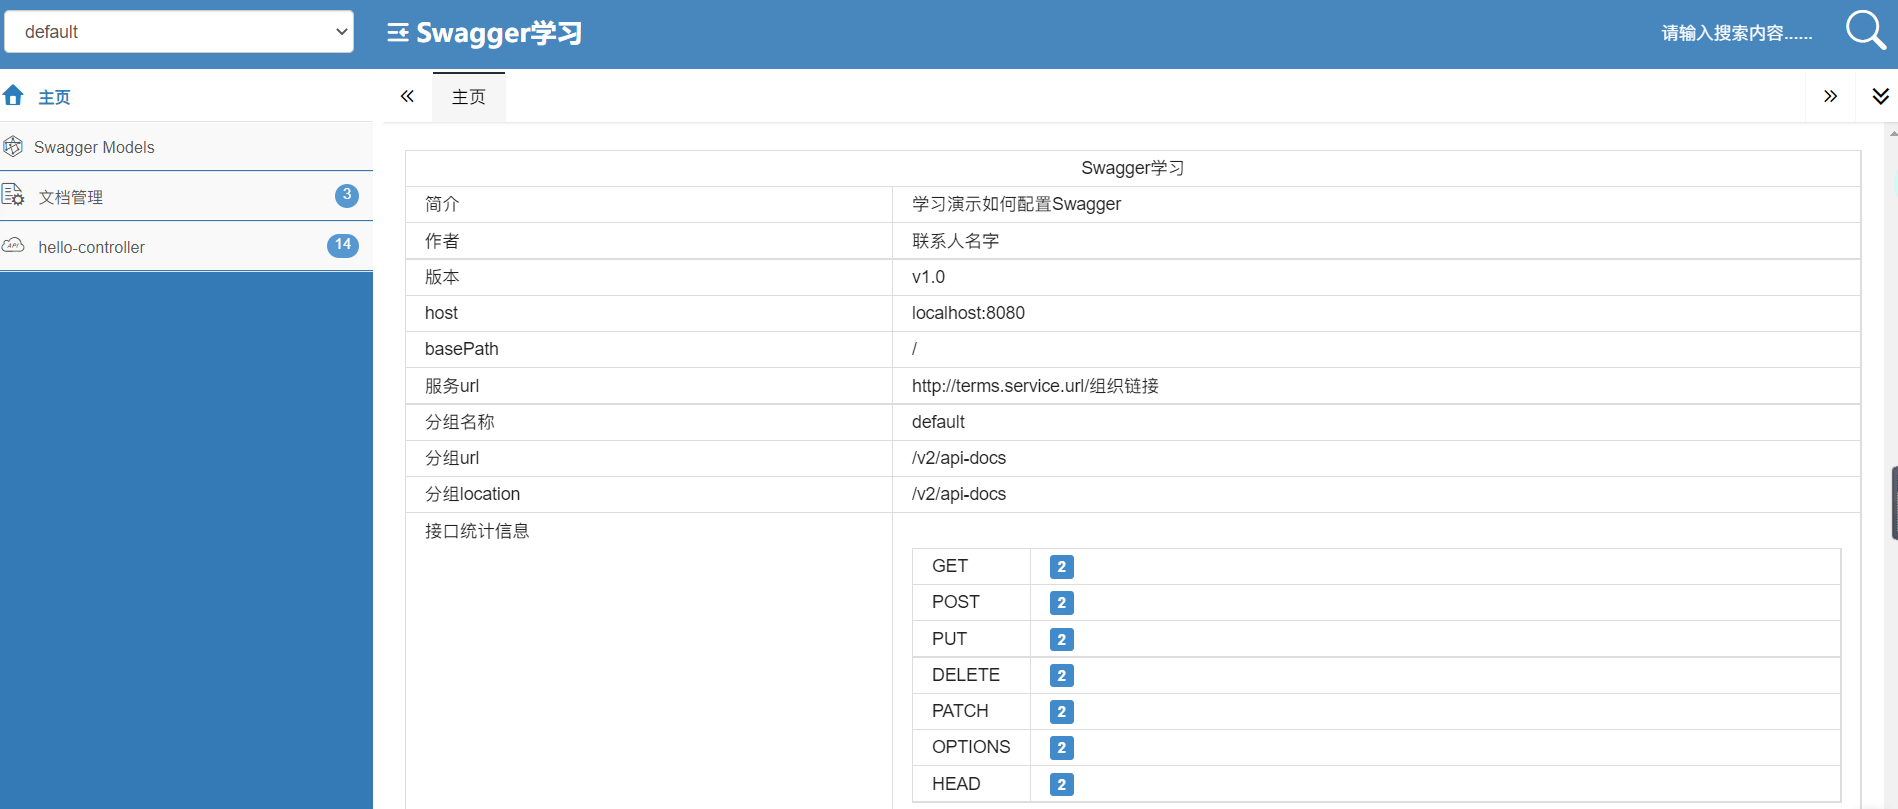 default
Swagger学习
请输入搜索内容......
主页
Swagger Models
文档管理 3
hello-controller 14
主页
Swagger学习
简介 学习演示如何配置Swagger
作者 联系人名字
版本 v1.0
host localhost:8080
basePath /
服务url http://terms.service.url/组织链接
分组名称 default
分组url /v2/api-docs
分组location /v2/api-docs
接口统计信息
GET 2
POST 2
PUT 2
DELETE 2
PATCH 2
OPTIONS 2
HEAD 2